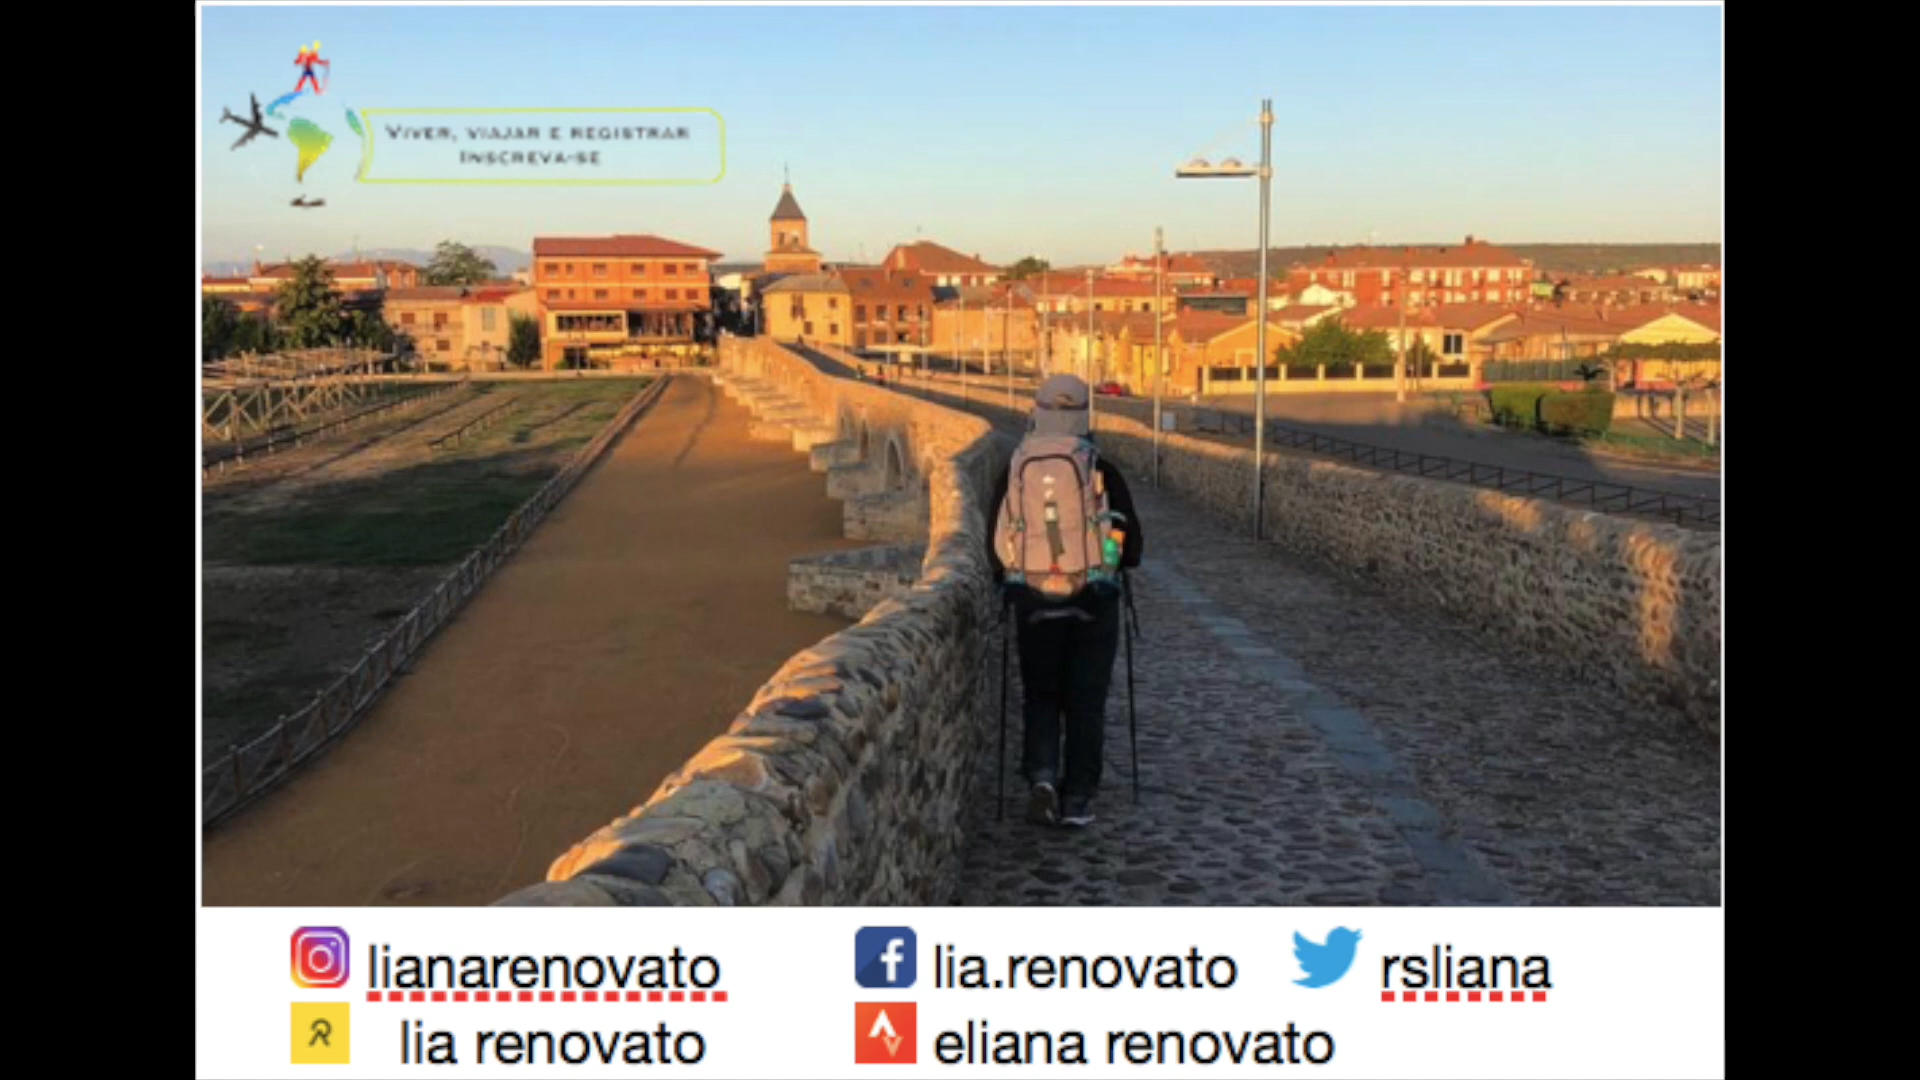 VIVER, VIAJAR E REGISTRAR
INSCREVA-SE
lianarenovato
lia.renovato
rsliana
lia renovato
eliana renovato